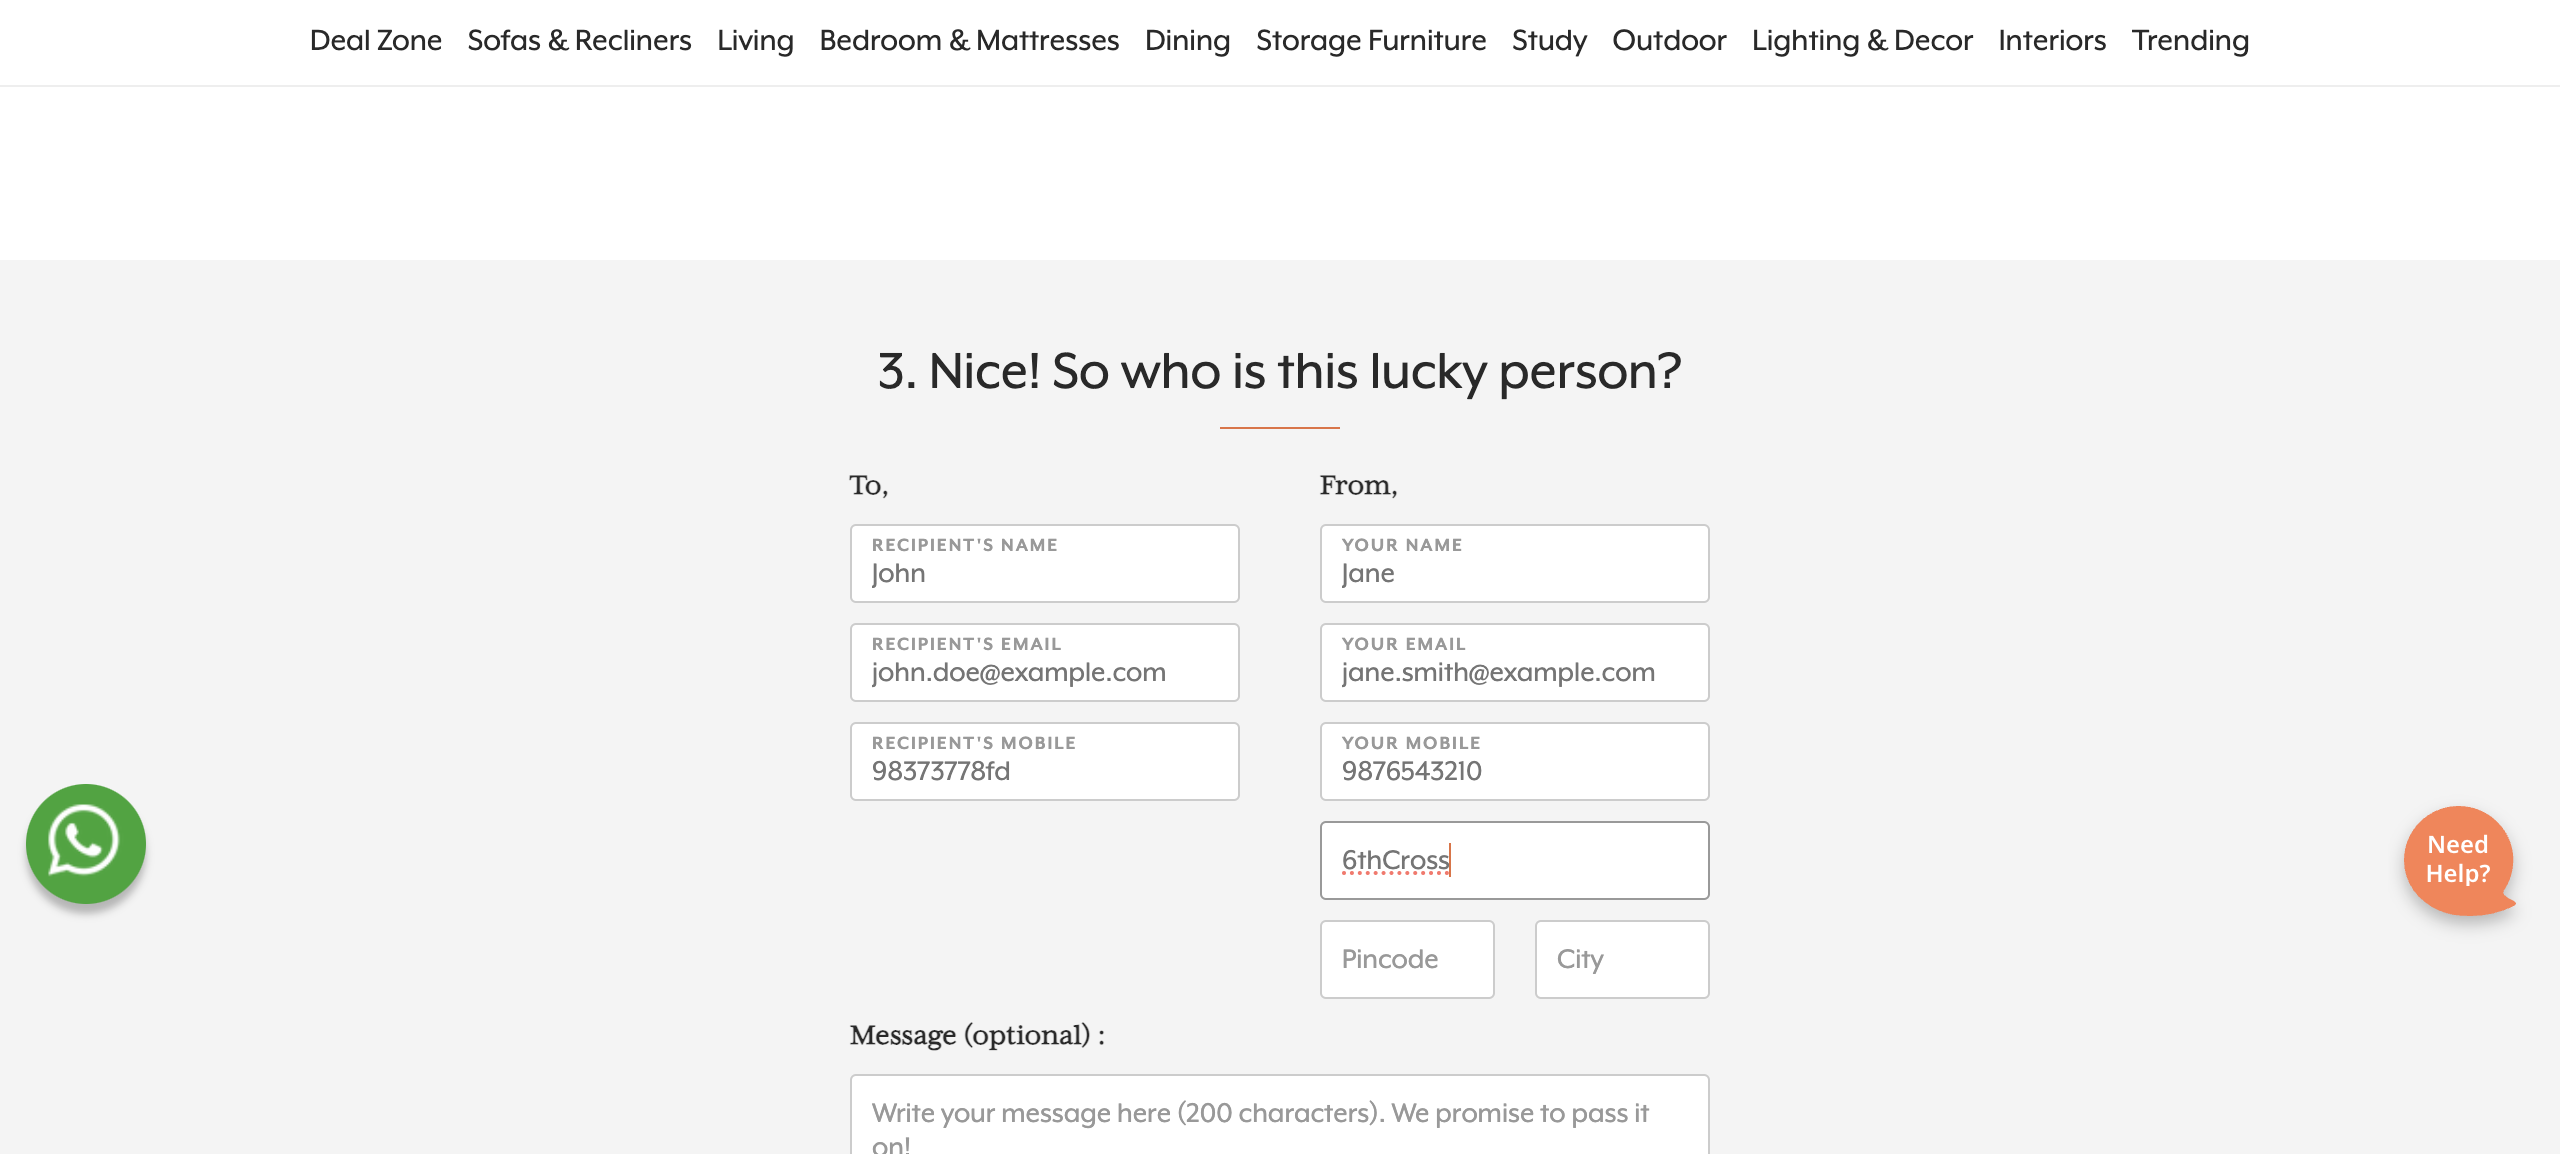 Deal Zone Sofas & Recliners Living Bedroom & Mattresses Dining Storage Furniture Study Outdoor Lighting & Decor Interiors Trending
3. Nice! So who is this lucky person?
To,
RECIPIENT'S NAME
John
RECIPIENT'S EMAIL
john.doe@example.com
RECIPIENT'S MOBILE
98373778fd
From,
YOUR NAME
Jane
YOUR EMAIL
jane.smith@example.com
YOUR MOBILE
9876543210
6thCross
Pincode City
Message (optional) :
Write your message here (200 characters). We promise to pass it
on!
Need
Help?